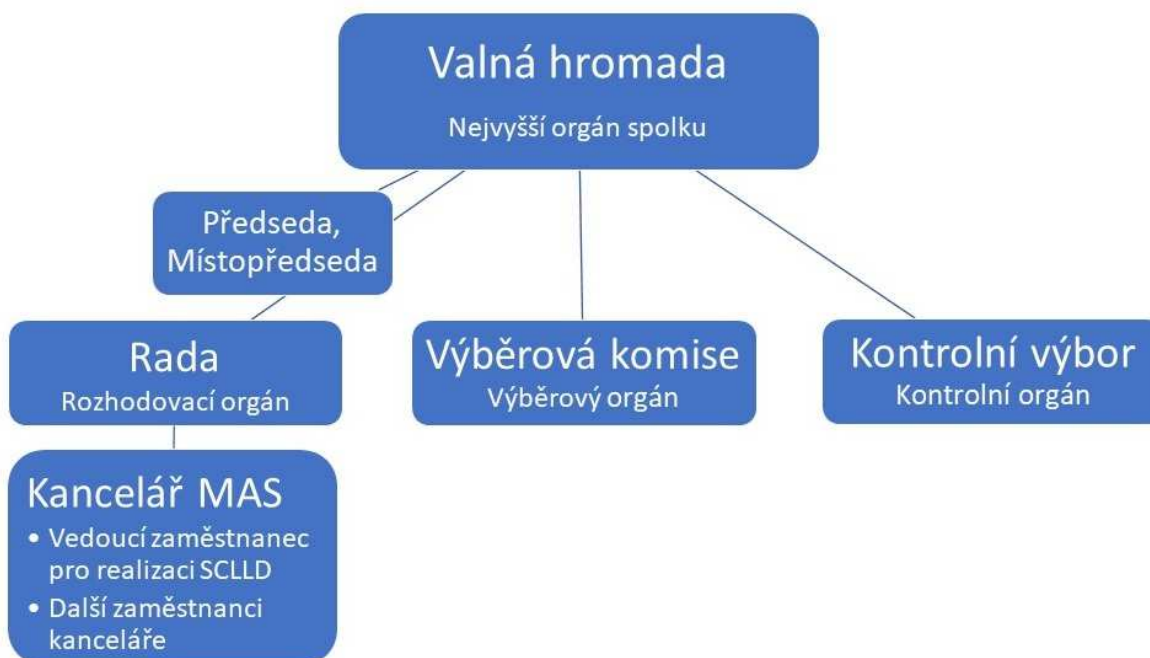 Valná hromada
Nejvyšší orgán spolku
Předseda,
Místopředseda
Rada
Rozhodovací orgán
Výběrová komise
Výběrový orgán
Kontrolní výbor
Kontrolní orgán
Kancelář MAS
• Vedoucí zaměstnanec
pro realizaci SCLLD
• Další zaměstnanci
kanceláře